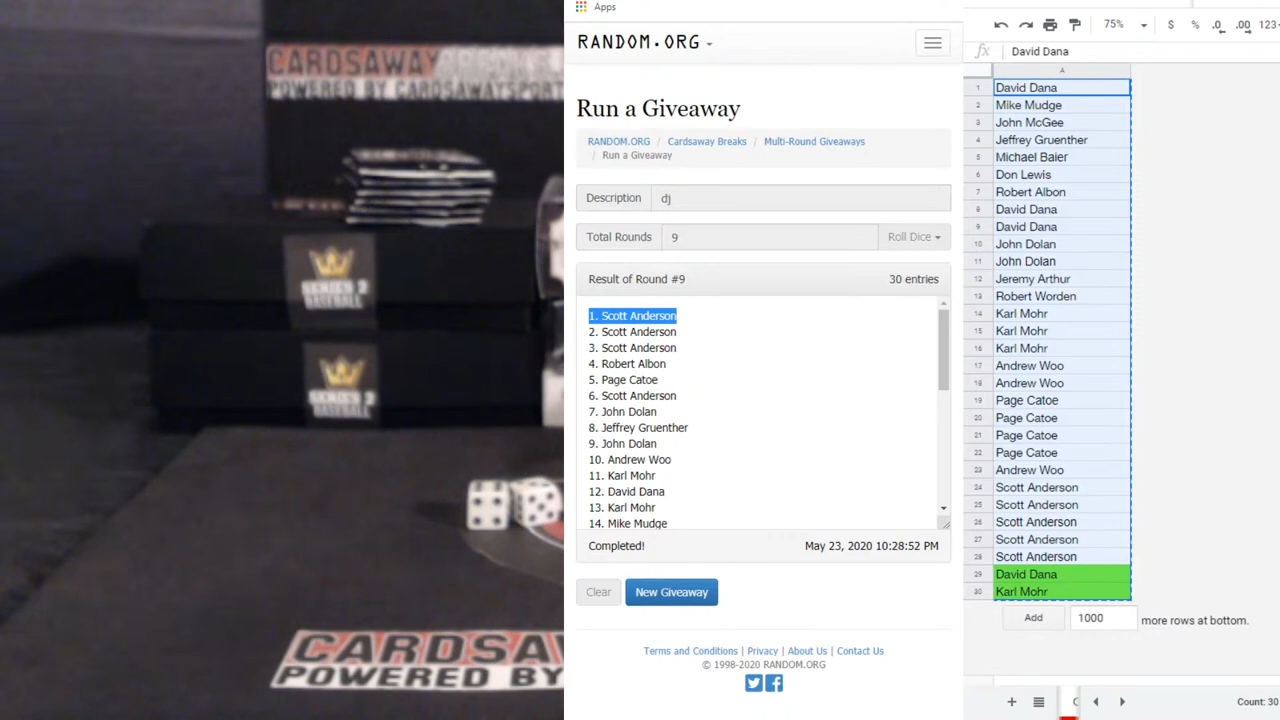 CARDSAWAY
POWERED BY CARDSAWAYSPORT
SERIES 2
BASEBALL
SERIES 2
BASEBALL
CARDSAW
POWERED BY
Apps
RANDOM.ORG
Run a Giveaway
RANDOM.ORG / Cardsaway Breaks / Multi-Round Giveaways
/ Run a Giveaway
Description dj
Total Rounds 9 Roll Dice
Result of Round #9 30 entries
1. Scott Anderson
2. Scott Anderson
3. Scott Anderson
4. Robert Albon
5. Page Catoe
6. Scott Anderson
7. John Dolan
8. Jeffrey Gruenther
9. John Dolan
10. Andrew Woo
11. Karl Mohr
12. David Dana
13. Karl Mohr
14. Mike Mudge
Completed! May 23, 2020 10:28:52 PM
Clear New Giveaway
Terms and Conditions | Privacy | About Us | Contact Us
© 1998-2020 RANDOM.ORG
75% $ % .0 .00 123
fx David Dana
A
1 David Dana
2 Mike Mudge
3 John McGee
4 Jeffrey Gruenther
5 Michael Baier
6 Don Lewis
7 Robert Albon
8 David Dana
9 David Dana
10 John Dolan
11 John Dolan
12 Jeremy Arthur
13 Robert Worden
14 Karl Mohr
15 Karl Mohr
16 Karl Mohr
17 Andrew Woo
18 Andrew Woo
19 Page Catoe
20 Page Catoe
21 Page Catoe
22 Page Catoe
23 Andrew Woo
24 Scott Anderson
25 Scott Anderson
26 Scott Anderson
27 Scott Anderson
28 Scott Anderson
29 David Dana
30 Karl Mohr
Add 1000 more rows at bottom.
Count: 30